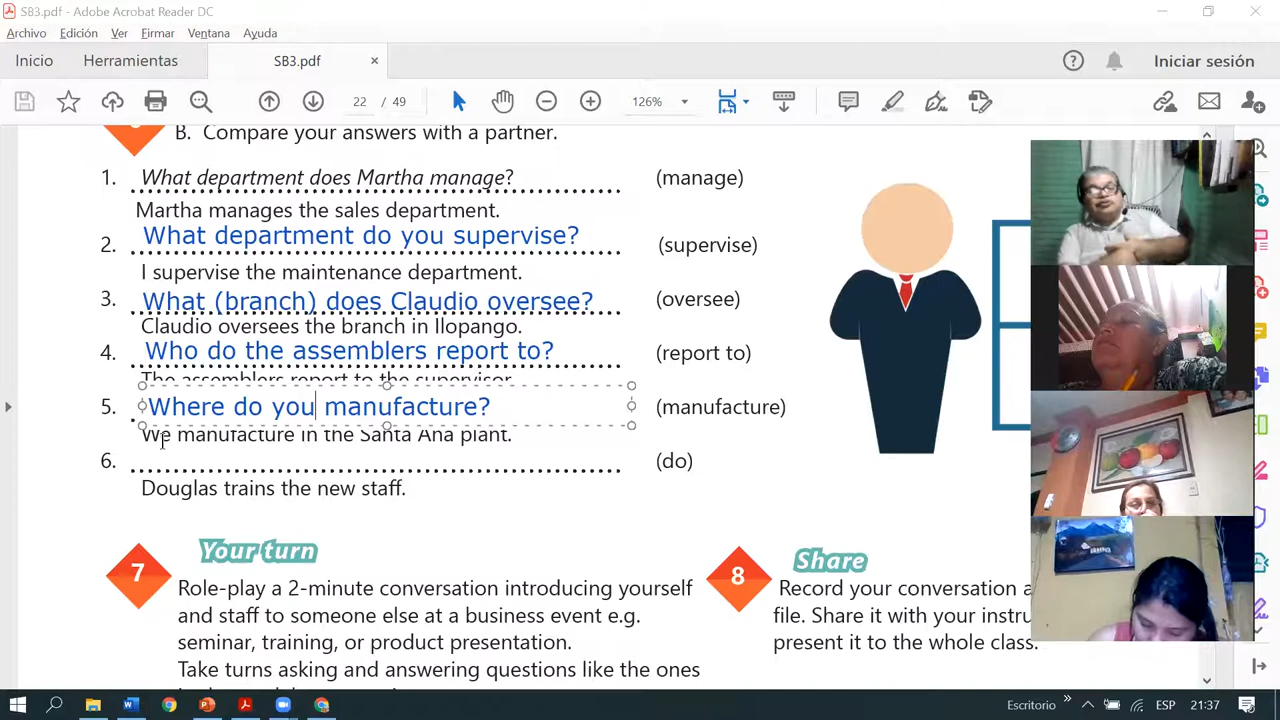 SB3.pdf - Adobe Acrobat Reader DC
Archivo Edición Ver Firmar Ventana Ayuda
Inicio Herramientas SB3.pdf × Iniciar sesión
22 / 49 126%
B. Compare your answers with a partner.
1. What department does Martha manage? (manage)
Martha manages the sales department.
2. What department do you supervise? (supervise)
I supervise the maintenance department.
3. What (branch) does Claudio oversee? (oversee)
Claudio oversees the branch in Ilopango.
4. Who do the assemblers report to? (report to)
The assemblers report to the supervisor.
5. Where do you manufacture? (manufacture)
We manufacture in the Santa Ana plant.
6. (do)
Douglas trains the new staff.
7 Your turn
Role-play a 2-minute conversation introducing yourself
and staff to someone else at a business event e.g.
seminar, training, or product presentation.
Take turns asking and answering questions like the ones
8 Share
Record your conversation
file. Share it with your instru
present it to the whole class.
Escritorio ESP 21:37